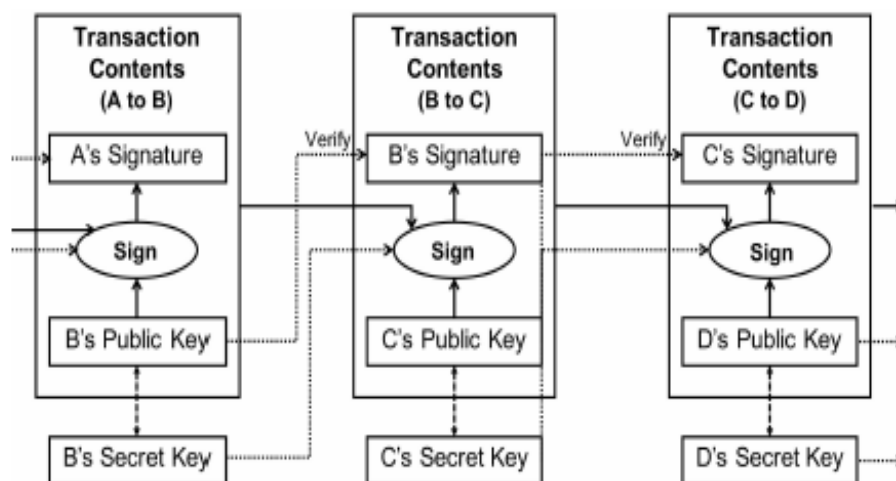 Transaction
Contents
(A to B)
A's Signature
Sign
B's Public Key
B's Secret Key
Transaction
Contents
(B to C)
Verify
B's Signature
Sign
C's Public Key
C's Secret Key
Transaction
Contents
(C to D)
Verify
C's Signature
Sign
D's Public Key
D's Secret Key